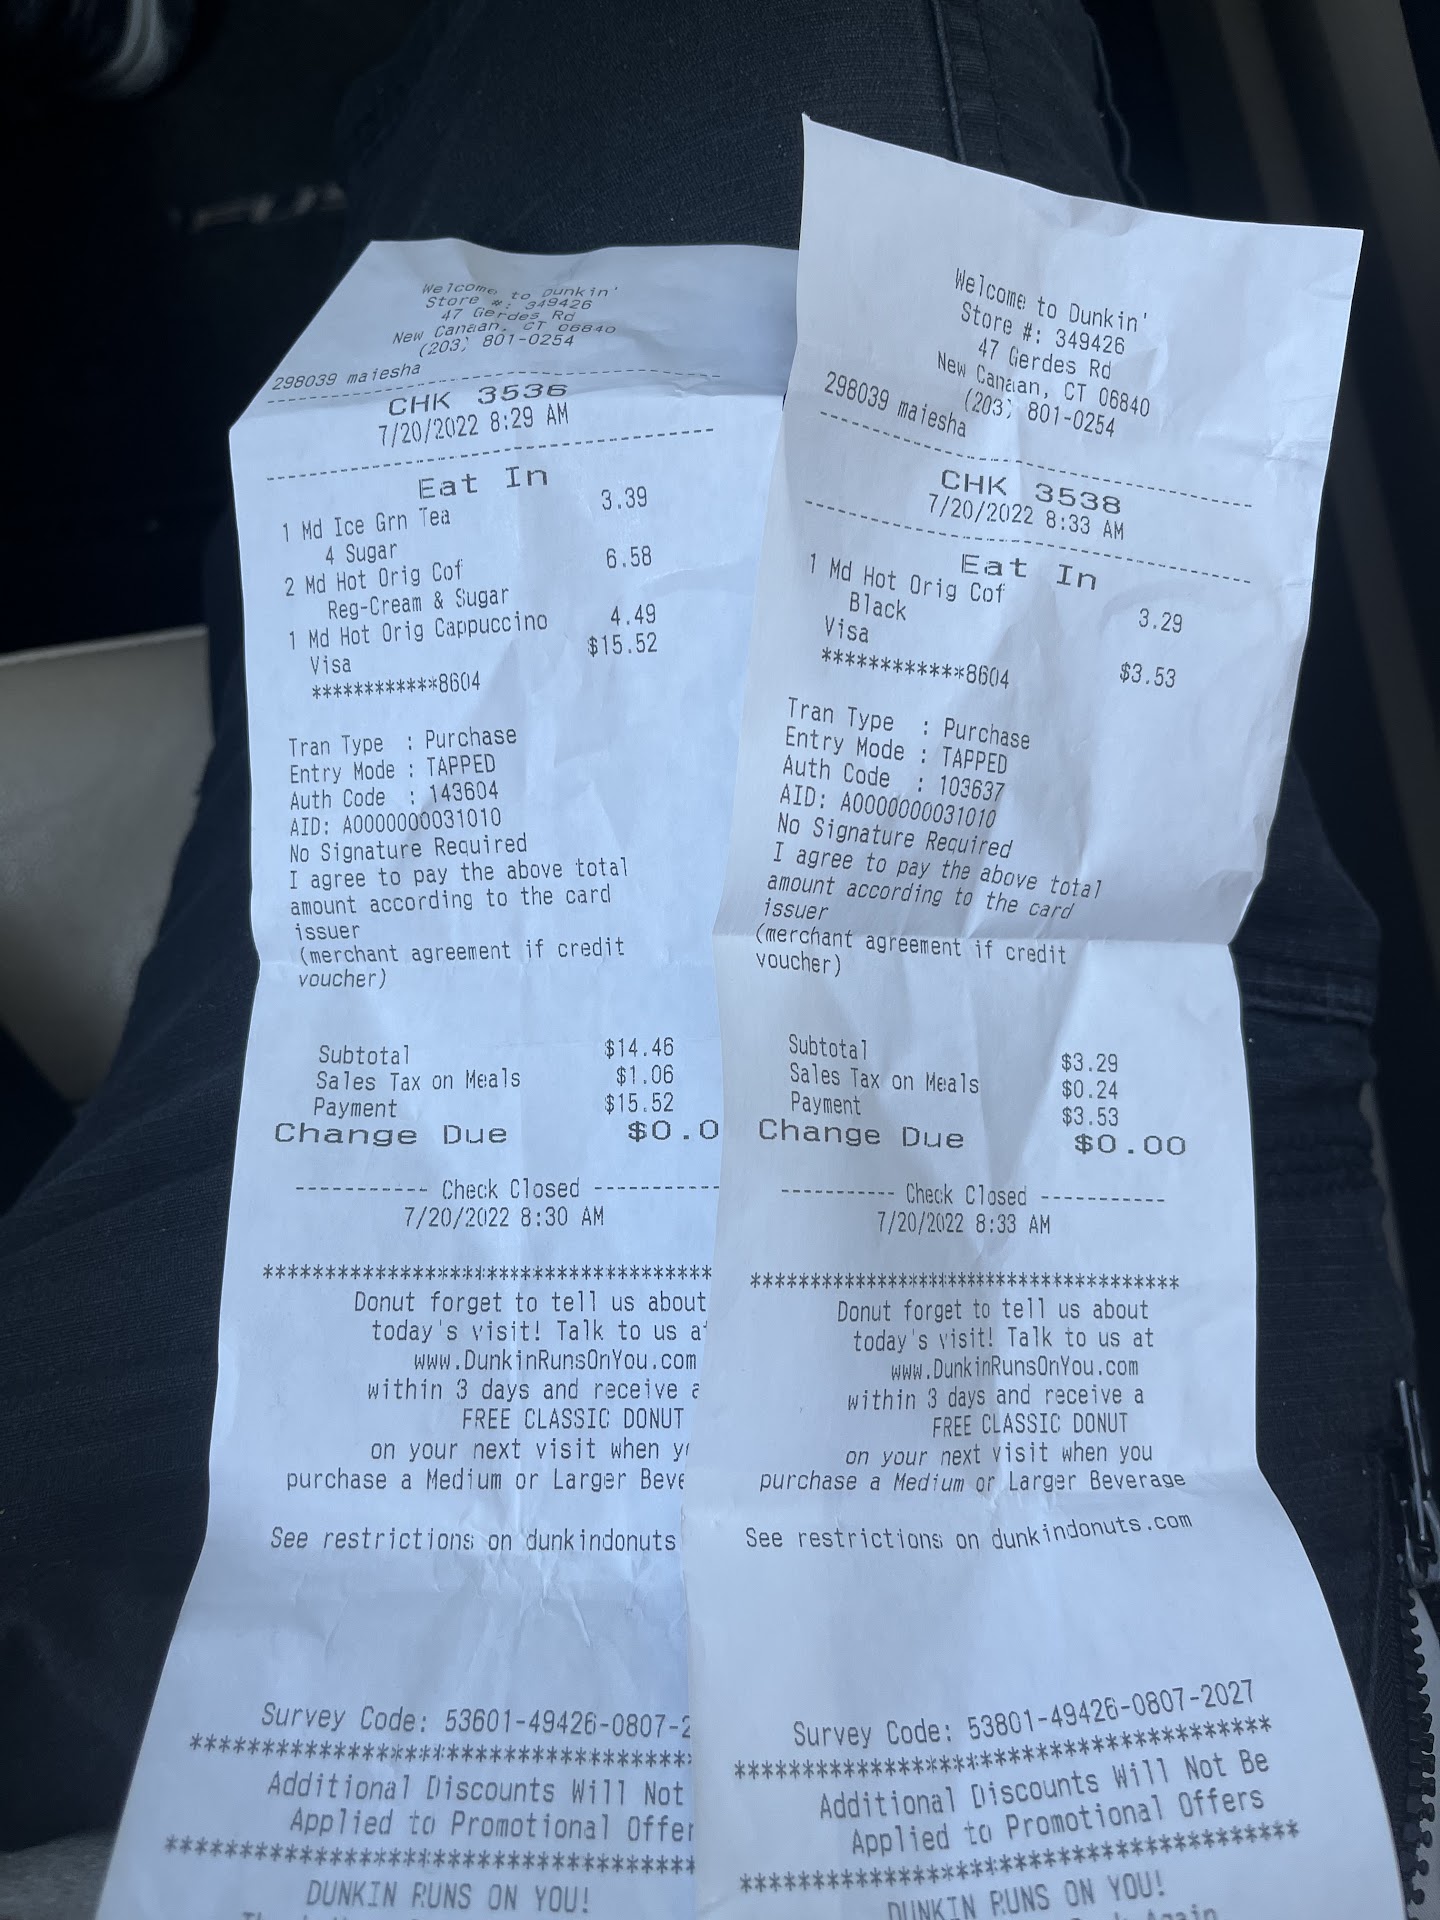 Welcome to Dunkin'
Store #: 349426
47 Gerdes Rd
New Canaan, CT 06840
(203) 801-0254
298039 maiesha
CHK 3536
7/20/2022 8:29 AM
Eat In
1 Md Ice Grn Tea 3.39
4 Sugar
2 Md Hot Orig Cof 6.58
Reg-Cream & Sugar
1 Md Hot Orig Cappuccino 4.49
Visa $15.52
************8604
Tran Type : Purchase
Entry Mode : TAPPED
Auth Code : 143604
AID: A0000000031010
No Signature Required
I agree to pay the above total
amount according to the card
issuer
(merchant agreement if credit
voucher)
Subtotal $14.46
Sales Tax on Meals $1.06
Payment $15.52
Change Due $0.0
----------- Check Closed -----------
7/20/2022 8:30 AM
*************************************
Donut forget to tell us about
today's visit! Talk to us
www.DunkinRunsOnYou.com
within 3 days and receive a
FREE CLASSIC DONUT
on your next visit when
purchase a Medium or Larger
See restrictions on dunkindonuts
Survey Code: 53601-49426-0807-2
*************************************
Additional Discounts Will Not
Applied to Promotional
*************************************
DUNKIN RUNS ON YOU!
Welcome to Dunkin'
Store #: 349426
47 Gerdes Rd
New Canaan, CT 06840
(203) 801-0254
298039 maiesha
CHK 3538
7/20/2022 8:33 AM
Eat In
1 Md Hot Orig Cof 3.29
Black
Visa $3.53
************8604
Tran Type : Purchase
Entry Mode : TAPPED
Auth Code : 103637
AID: A0000000031010
No Signature Required
I agree to pay the above total
amount according to the card
issuer
(merchant agreement if credit
voucher)
Subtotal $3.29
Sales Tax on Meals $0.24
Payment $3.53
Change Due $0.00
----------- Check Closed -----------
7/20/2022 8:33 AM
**************************************
Donut forget to tell us about
today's visit! Talk to us at
www.DunkinRunsOnYou.com
within 3 days and receive a
FREE CLASSIC DONUT
on your next visit when you
purchase a Medium or Larger Beverage
See restrictions on dunkindonuts.com
Survey Code: 53801-49426-0807-2027
**************************************
Additional Discounts Will Not Be
Applied to Promotional Offers
**************************************
DUNKIN RUNS ON YOU!
Again